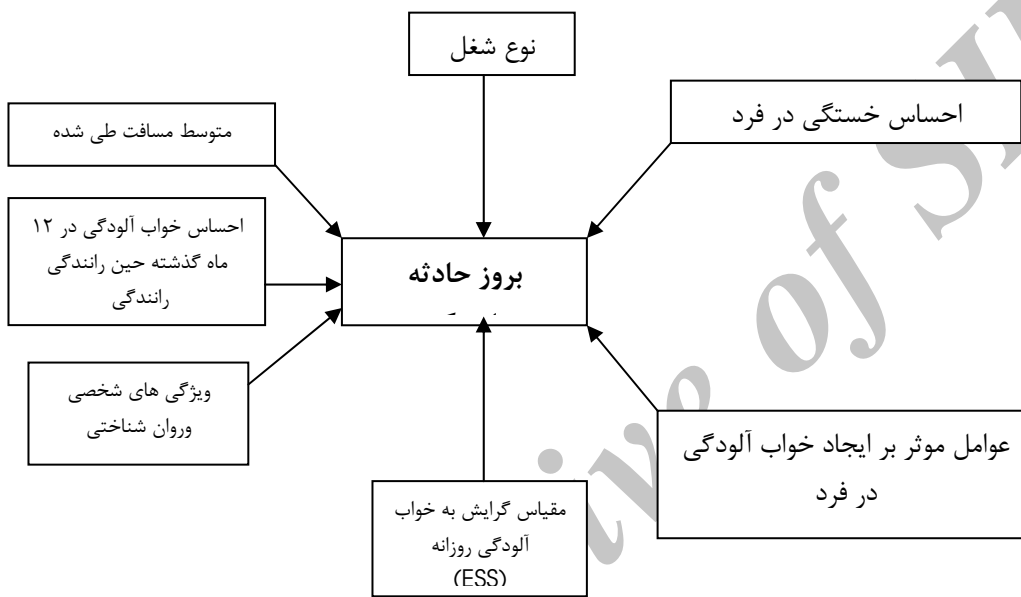 نوع شغل
احساس خستگی در فرد
متوسط مسافت طی شده
احساس خواب آلودگی در ۱۲
ماه گذشته حین رانندگی
رانندگی
بروز حادثه
ویژگی های شخصی
وروان شناختی
عوامل موثر بر ایجاد خواب آلودگی
در فرد
مقیاس گرایش به خواب
آلودگی روزانه
(ESS)
ive of